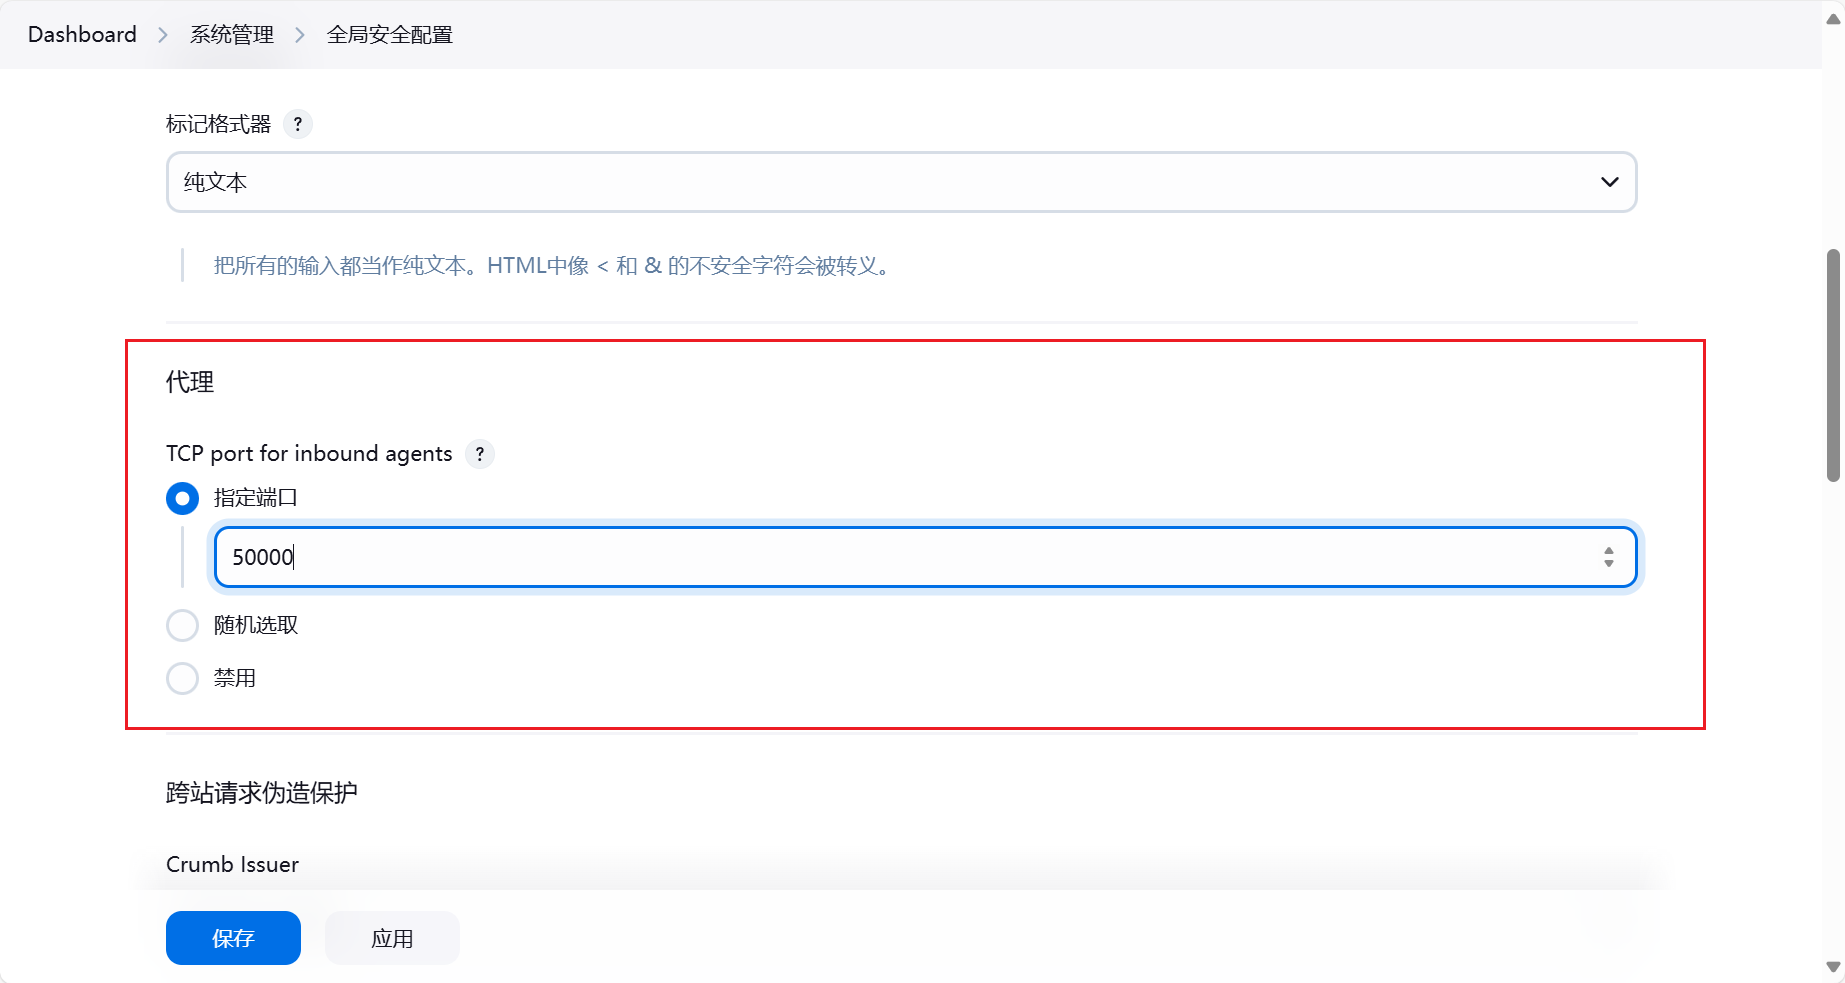 Dashboard > 系统管理 > 全局安全配置
标记格式器 ?
纯文本
把所有的输入都当作纯文本。HTML中像 < 和 & 的不安全字符会被转义。
代理
TCP port for inbound agents ?
指定端口
50000
随机选取
禁用
跨站请求伪造保护
Crumb Issuer
保存 应用